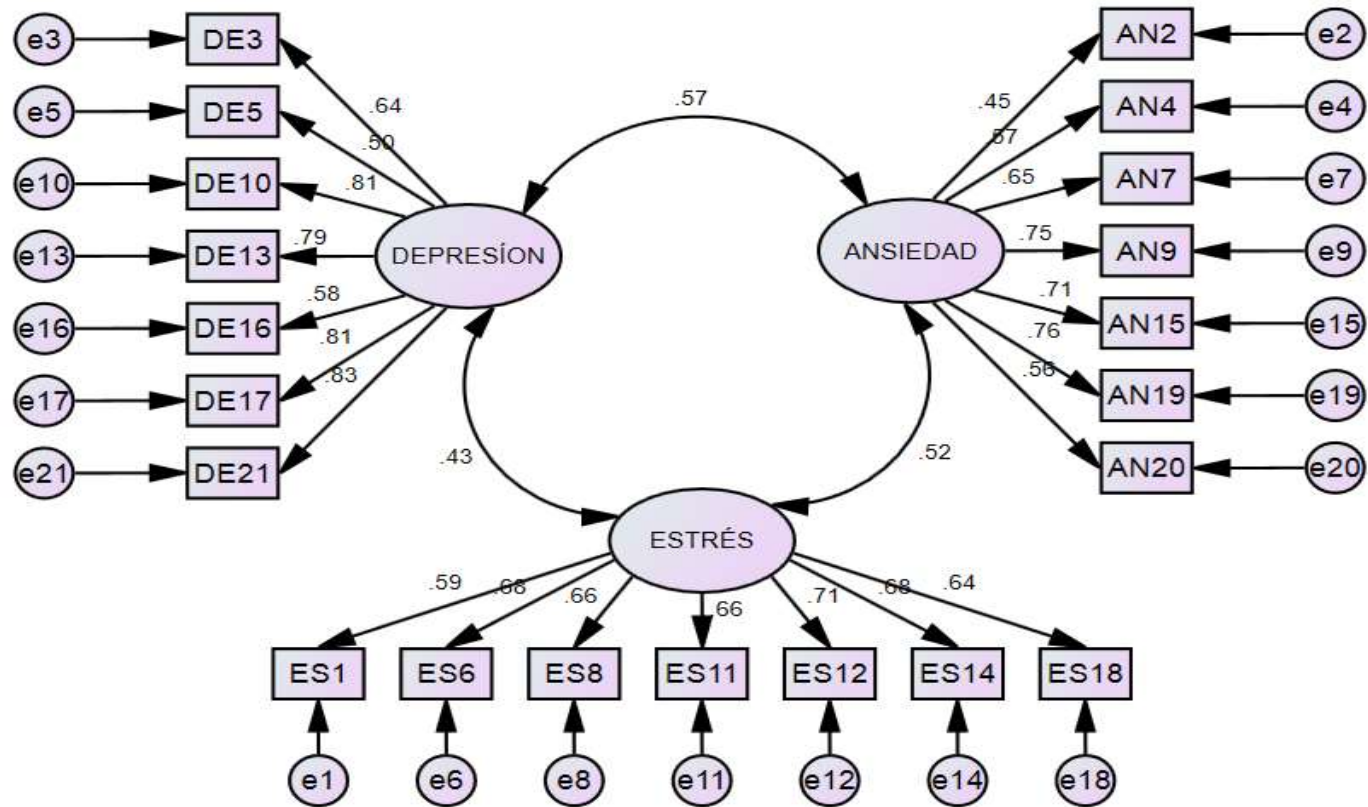 e3 DE3 AN2 e2
.57
.64 .45
e5 DE5 AN4 e4
.50 .57
e10 DE10 .81 .65 AN7 e7
e13 DE13 .79 DEPRESÍON ANSIEDAD .75 AN9 e9
.58 .71
e16 DE16 AN15 e15
.81 .76
.83 .56
e17 DE17 AN19 e19
e21 DE21 .43 .52 AN20 e20
ESTRÉS
.59 .68 .66 66 .71 .68 .64
ES1 ES6 ES8 ES11 ES12 ES14 ES18
e1 e6 e8 e11 e12 e14 e18